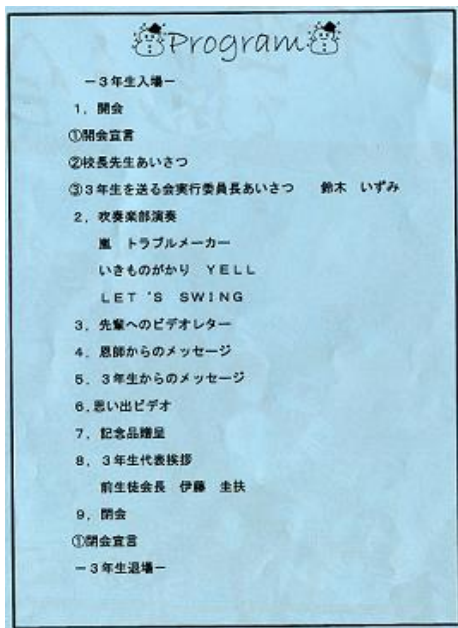 Program
－３年生入場－
１，開会
①開会宣言
②校長先生あいさつ
③３年生を送る会実行委員長あいさつ　　鈴木　いずみ
２，吹奏楽部演奏
嵐　トラブルメーカー
いきものがかり　ＹＥＬＬ
ＬＥＴ’Ｓ　ＳＷＩＮＧ
３，先輩へのビデオレター
４，恩師からのメッセージ
５，３年生からのメッセージ
６,思い出ビデオ
７，記念品贈呈
８，３年生代表挨拶
前生徒会長　伊藤　圭扶
９，閉会
①閉会宣言
－３年生退場－